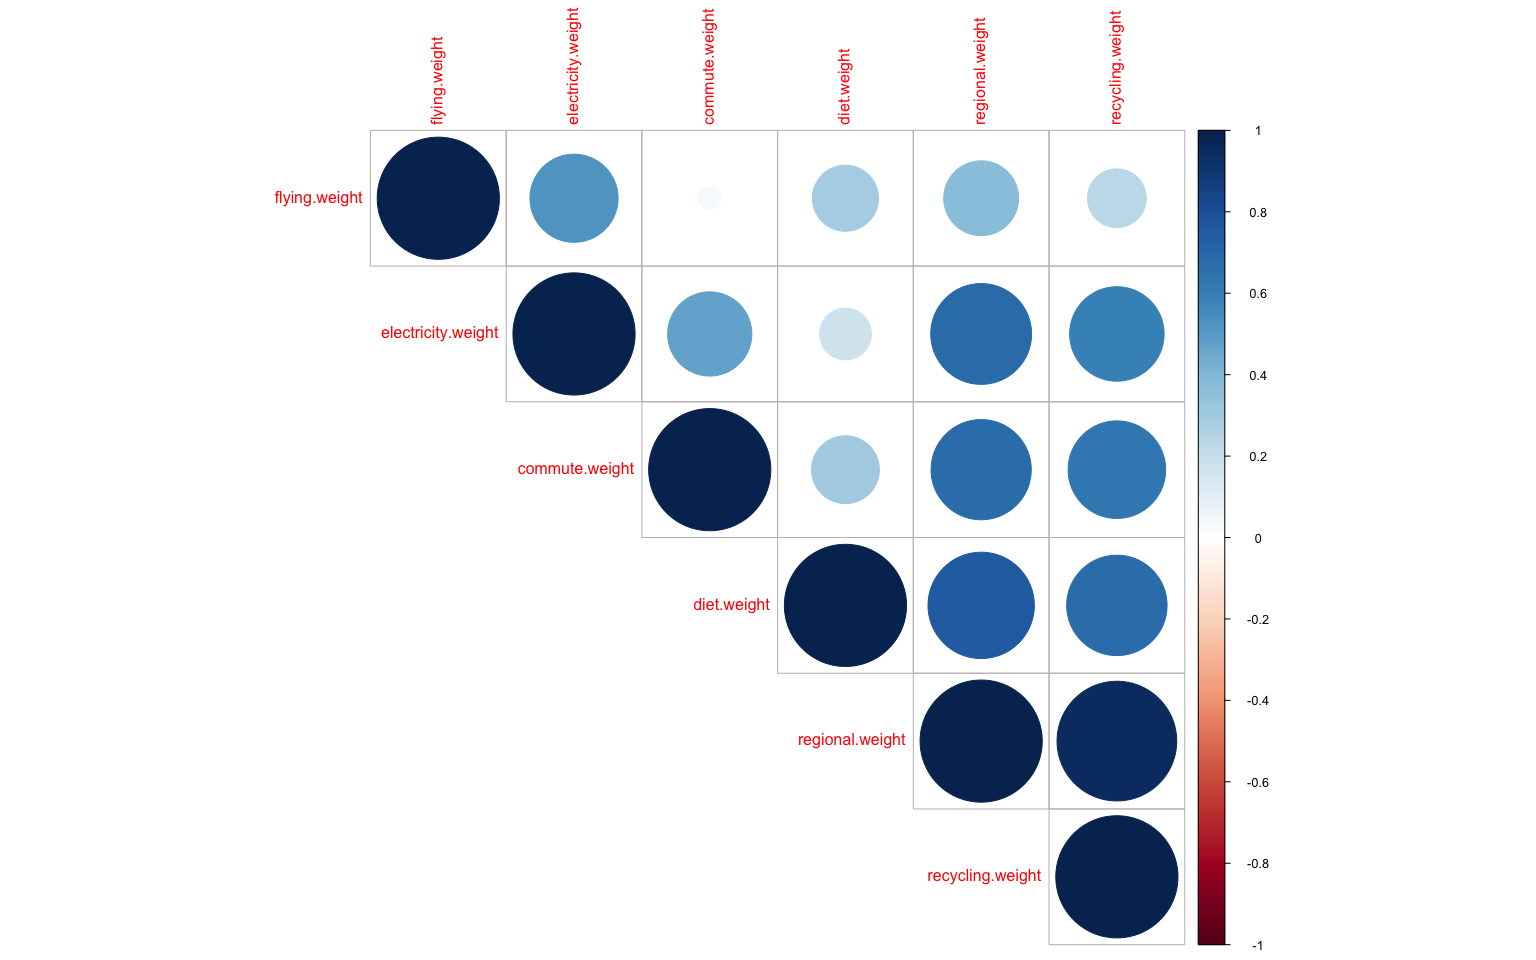 flying.weight
electricity.weight
commute.weight
diet.weight
regional.weight
recycling.weight
flying.weight
electricity.weight
commute.weight
diet.weight
regional.weight
recycling.weight
1
0.8
0.6
0.4
0.2
0
-0.2
-0.4
-0.6
-0.8
-1